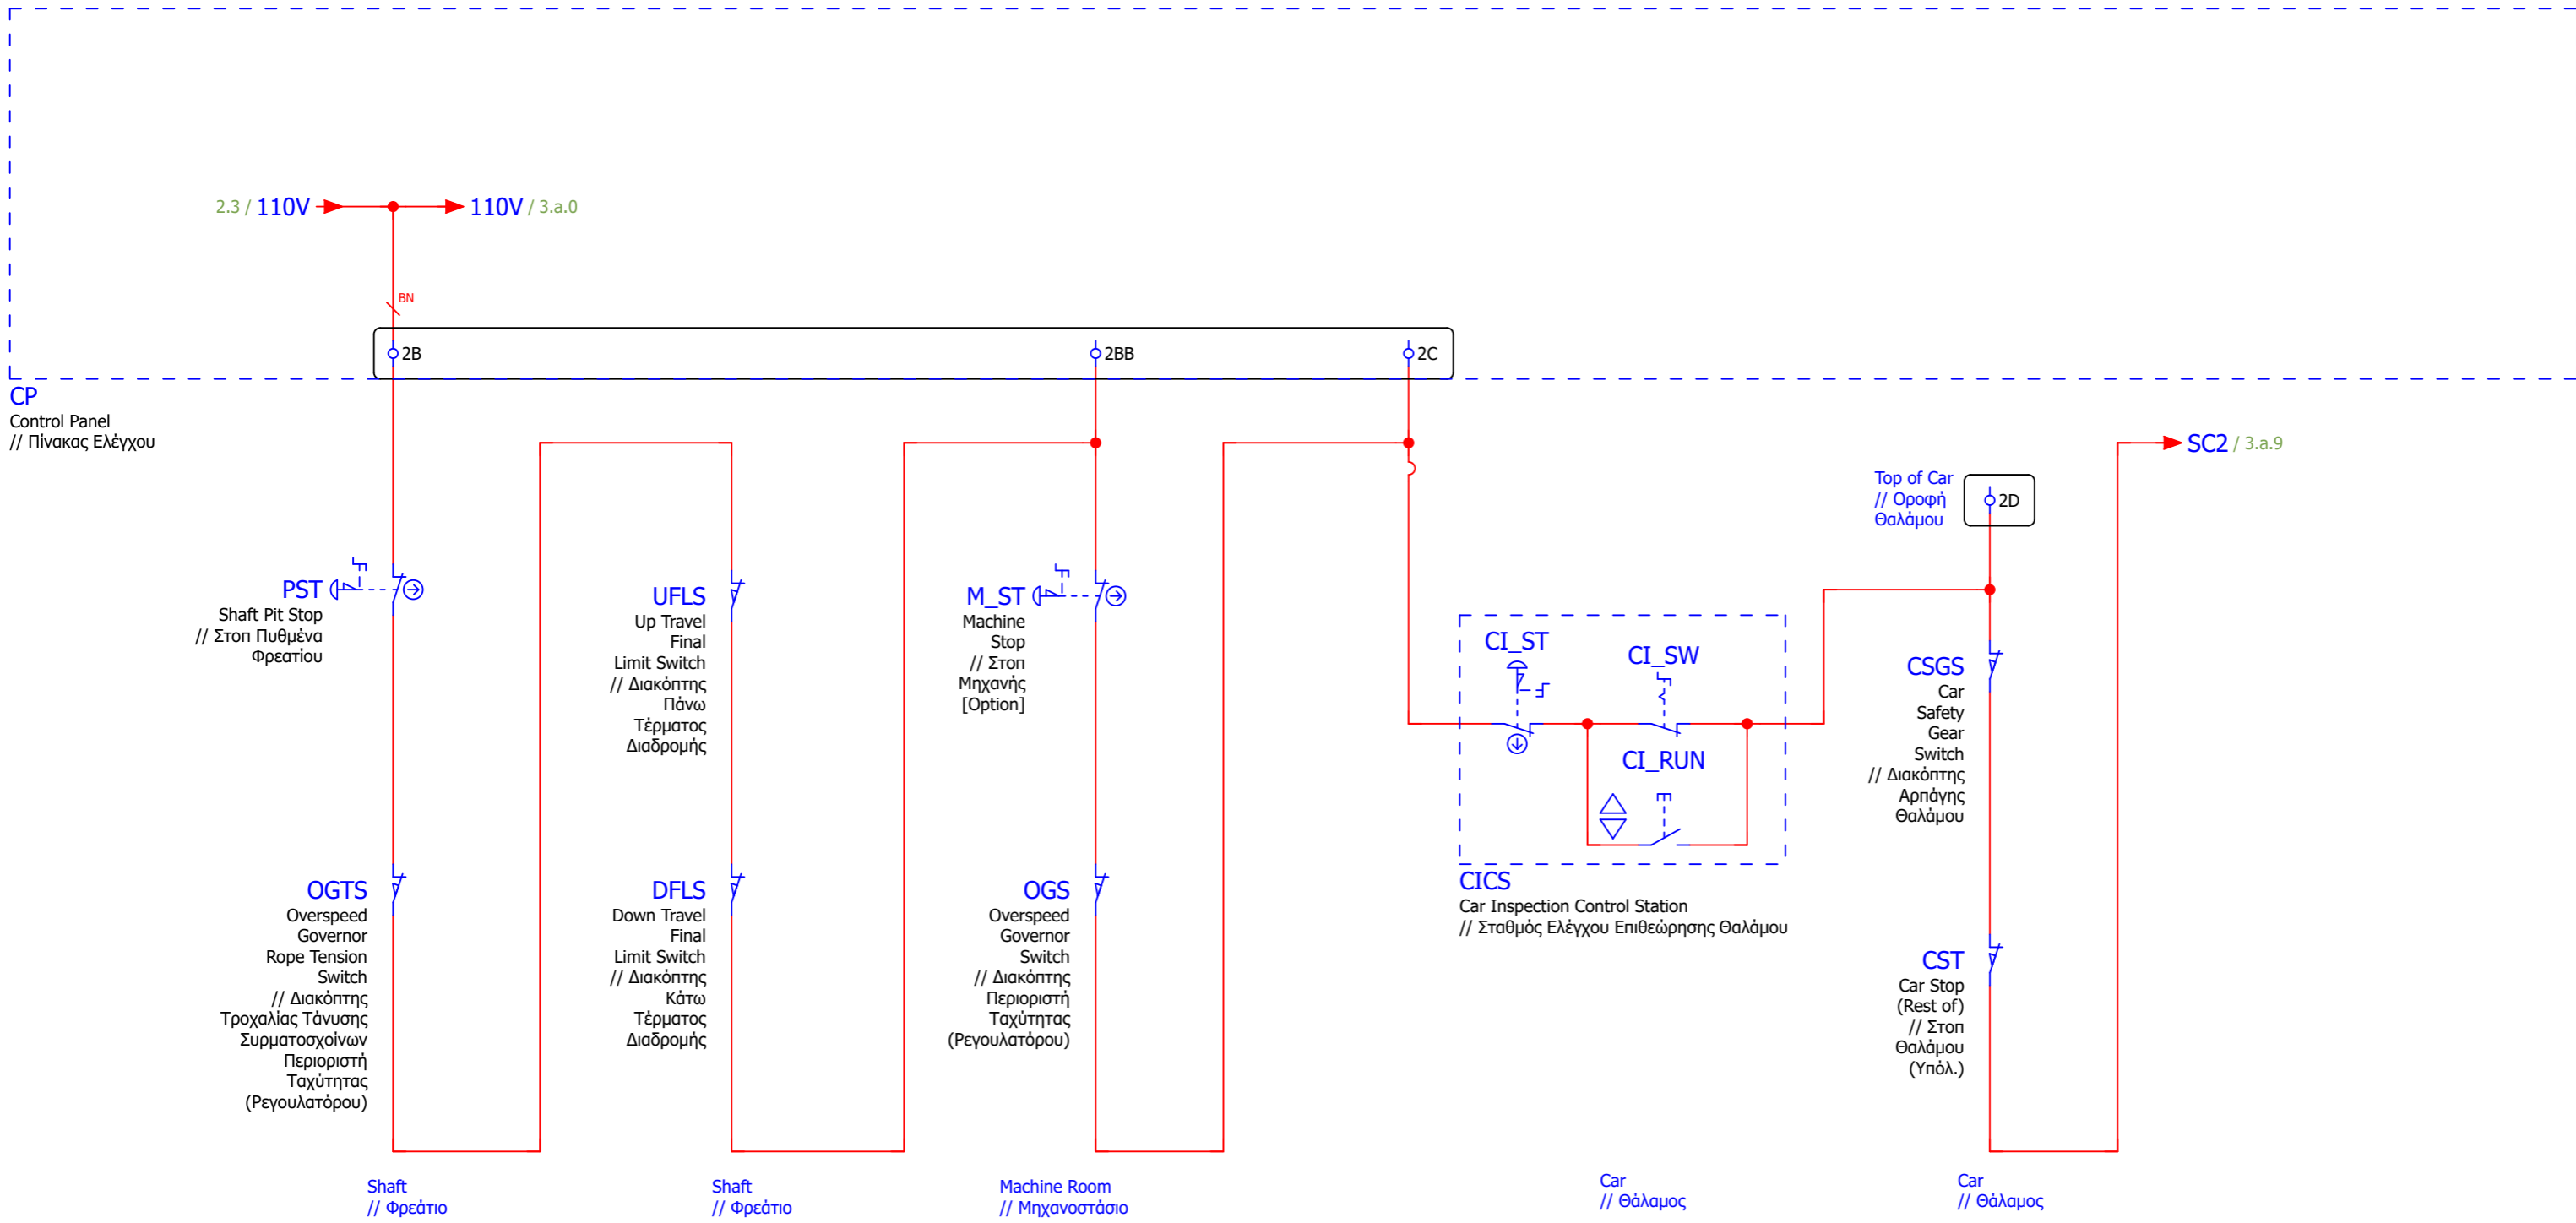 2.3 / 110V
110V / 3.a.0
BN
2B
2BB
2C
CP
Control Panel
// Πίνακας Ελέγχου
SC2 / 3.a.9
Top of Car
// Οροφή
Θαλάμου
2D
PST
Shaft Pit Stop
// Στοπ Πυθμένα
Φρεατίου
UFLS
Up Travel
Final
Limit Switch
// Διακόπτης
Πάνω
Τέρματος
Διαδρομής
M_ST
Machine
Stop
// Στοπ
Μηχανής
[Option]
CI_ST
CI_SW
CI_RUN
CICS
Car Inspection Control Station
// Σταθμός Ελέγχου Επιθεώρησης Θαλάμου
CSGS
Car
Safety
Gear
Switch
// Διακόπτης
Αρπάγης
Θαλάμου
OGTS
Overspeed
Governor
Rope Tension
Switch
// Διακόπτης
Τροχαλίας Τάνυσης
Συρματοσχοίνων
Περιοριστή
Ταχύτητας
(Ρεγουλατόρου)
DFLS
Down Travel
Final
Limit Switch
// Διακόπτης
Κάτω
Τέρματος
Διαδρομής
OGS
Overspeed
Governor
Switch
// Διακόπτης
Περιοριστή
Ταχύτητας
(Ρεγουλατόρου)
CST
Car Stop
(Rest of)
// Στοπ
Θαλάμου
(Υπόλ.)
Shaft
// Φρεάτιο
Shaft
// Φρεάτιο
Machine Room
// Μηχανοστάσιο
Car
// Θάλαμος
Car
// Θάλαμος